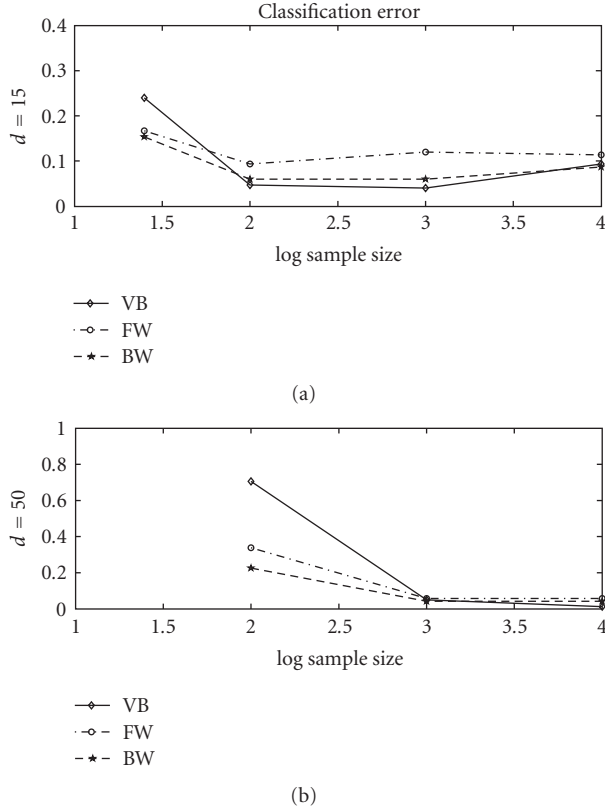 Classification error
0.4
0.3
0.2
0.1
0
d = 15
1 1.5 2 2.5 3 3.5 4
log sample size
VB
FW
BW
(a)
1
0.8
0.6
0.4
0.2
0
d = 50
1 1.5 2 2.5 3 3.5 4
log sample size
VB
FW
BW
(b)